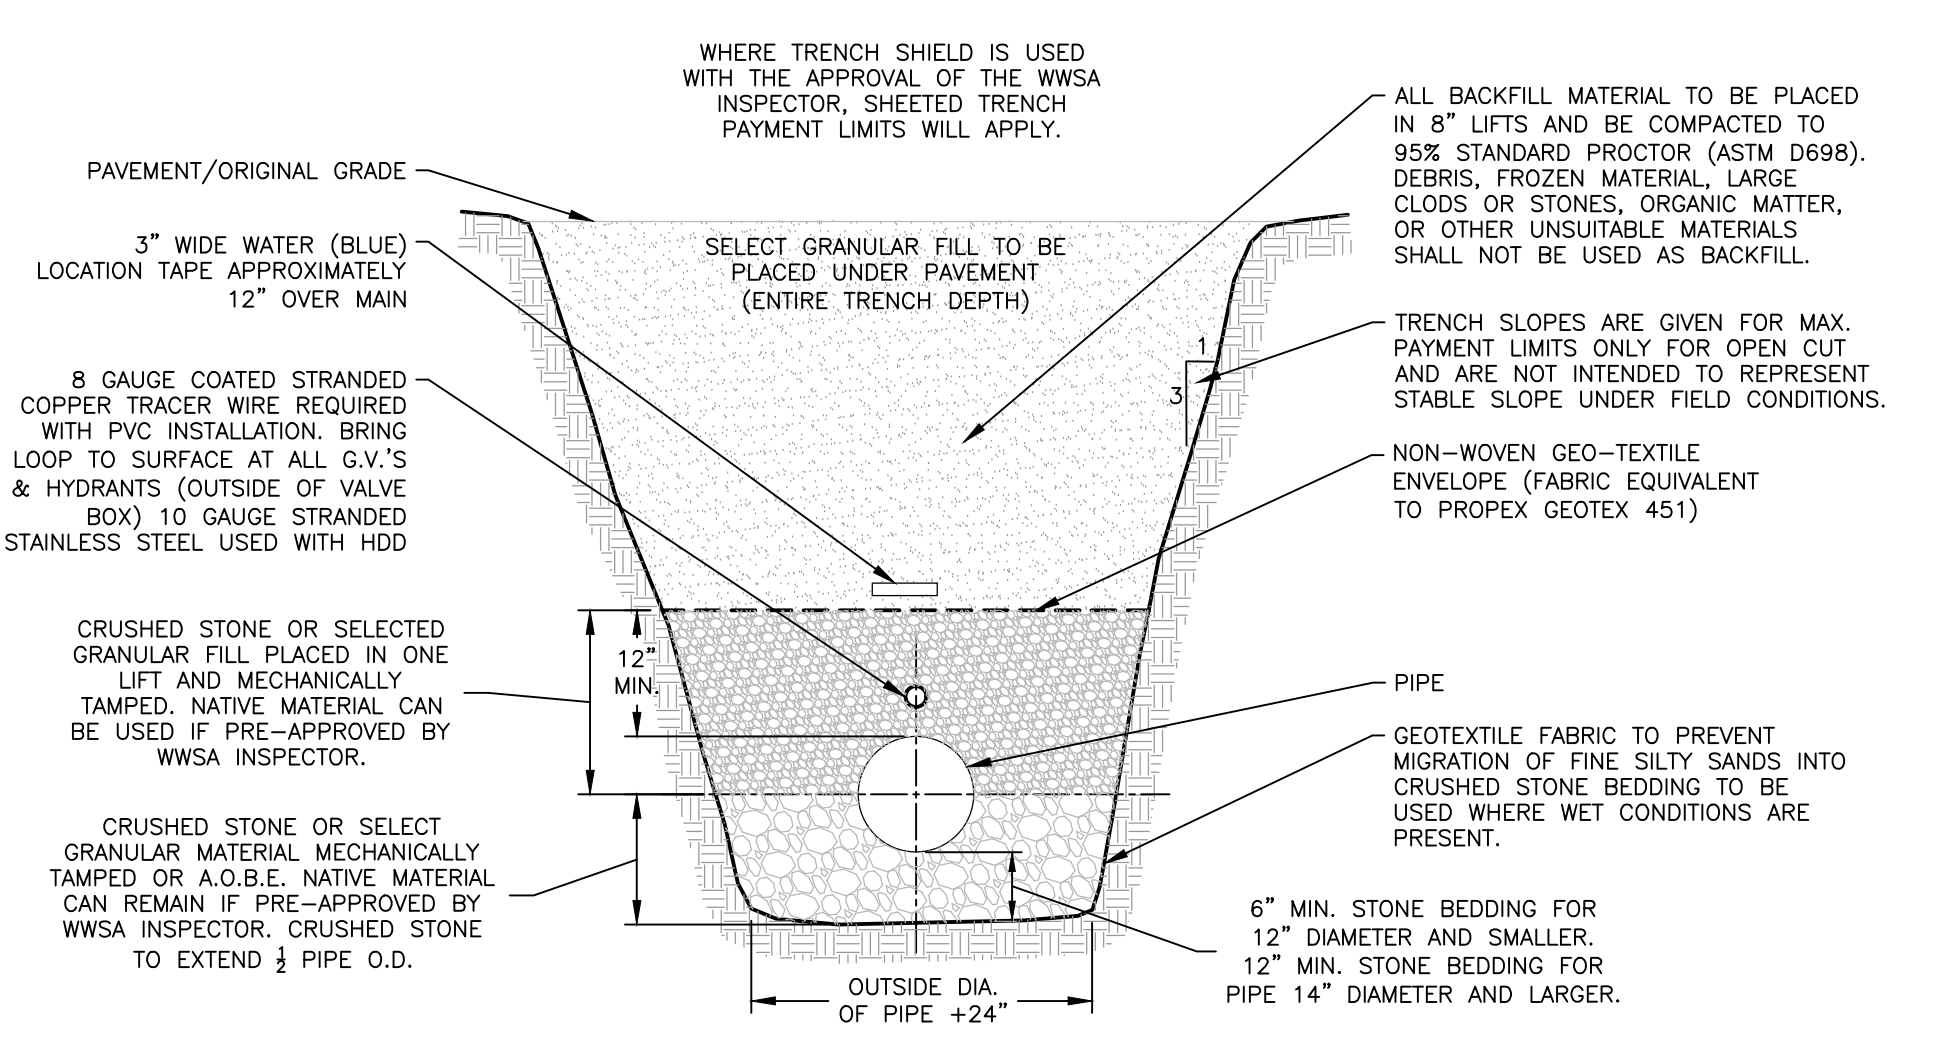 WHERE TRENCH SHIELD IS USED
WITH THE APPROVAL OF THE WWSA
INSPECTOR, SHEETED TRENCH
PAYMENT LIMITS WILL APPLY.
PAVEMENT/ORIGINAL GRADE
3” WIDE WATER (BLUE)
LOCATION TAPE APPROXIMATELY
12” OVER MAIN
8 GAUGE COATED STRANDED
COPPER TRACER WIRE REQUIRED
WITH PVC INSTALLATION. BRING
LOOP TO SURFACE AT ALL G.V.'S
& HYDRANTS (OUTSIDE OF VALVE
BOX) 10 GAUGE STRANDED
STAINLESS STEEL USED WITH HDD
CRUSHED STONE OR SELECTED
GRANULAR FILL PLACED IN ONE
LIFT AND MECHANICALLY
TAMPED. NATIVE MATERIAL CAN
BE USED IF PRE-APPROVED BY
WWSA INSPECTOR.
CRUSHED STONE OR SELECT
GRANULAR MATERIAL MECHANICALLY
TAMPED OR A.O.B.E. NATIVE MATERIAL
CAN REMAIN IF PRE-APPROVED BY
WWSA INSPECTOR. CRUSHED STONE
TO EXTEND ½ PIPE O.D.
SELECT GRANULAR FILL TO BE
PLACED UNDER PAVEMENT
(ENTIRE TRENCH DEPTH)
1
3
12”
MIN.
OUTSIDE DIA.
OF PIPE +24”
ALL BACKFILL MATERIAL TO BE PLACED
IN 8” LIFTS AND BE COMPACTED TO
95% STANDARD PROCTOR (ASTM D698).
DEBRIS, FROZEN MATERIAL, LARGE
CLODS OR STONES, ORGANIC MATTER,
OR OTHER UNSUITABLE MATERIALS
SHALL NOT BE USED AS BACKFILL.
TRENCH SLOPES ARE GIVEN FOR MAX.
PAYMENT LIMITS ONLY FOR OPEN CUT
AND ARE NOT INTENDED TO REPRESENT
STABLE SLOPE UNDER FIELD CONDITIONS.
NON-WOVEN GEO-TEXTILE
ENVELOPE (FABRIC EQUIVALENT
TO PROPEX GEOTEX 451)
PIPE
GEOTEXTILE FABRIC TO PREVENT
MIGRATION OF FINE SILTY SANDS INTO
CRUSHED STONE BEDDING TO BE
USED WHERE WET CONDITIONS ARE
PRESENT.
6” MIN. STONE BEDDING FOR
12” DIAMETER AND SMALLER.
12” MIN. STONE BEDDING FOR
PIPE 14” DIAMETER AND LARGER.